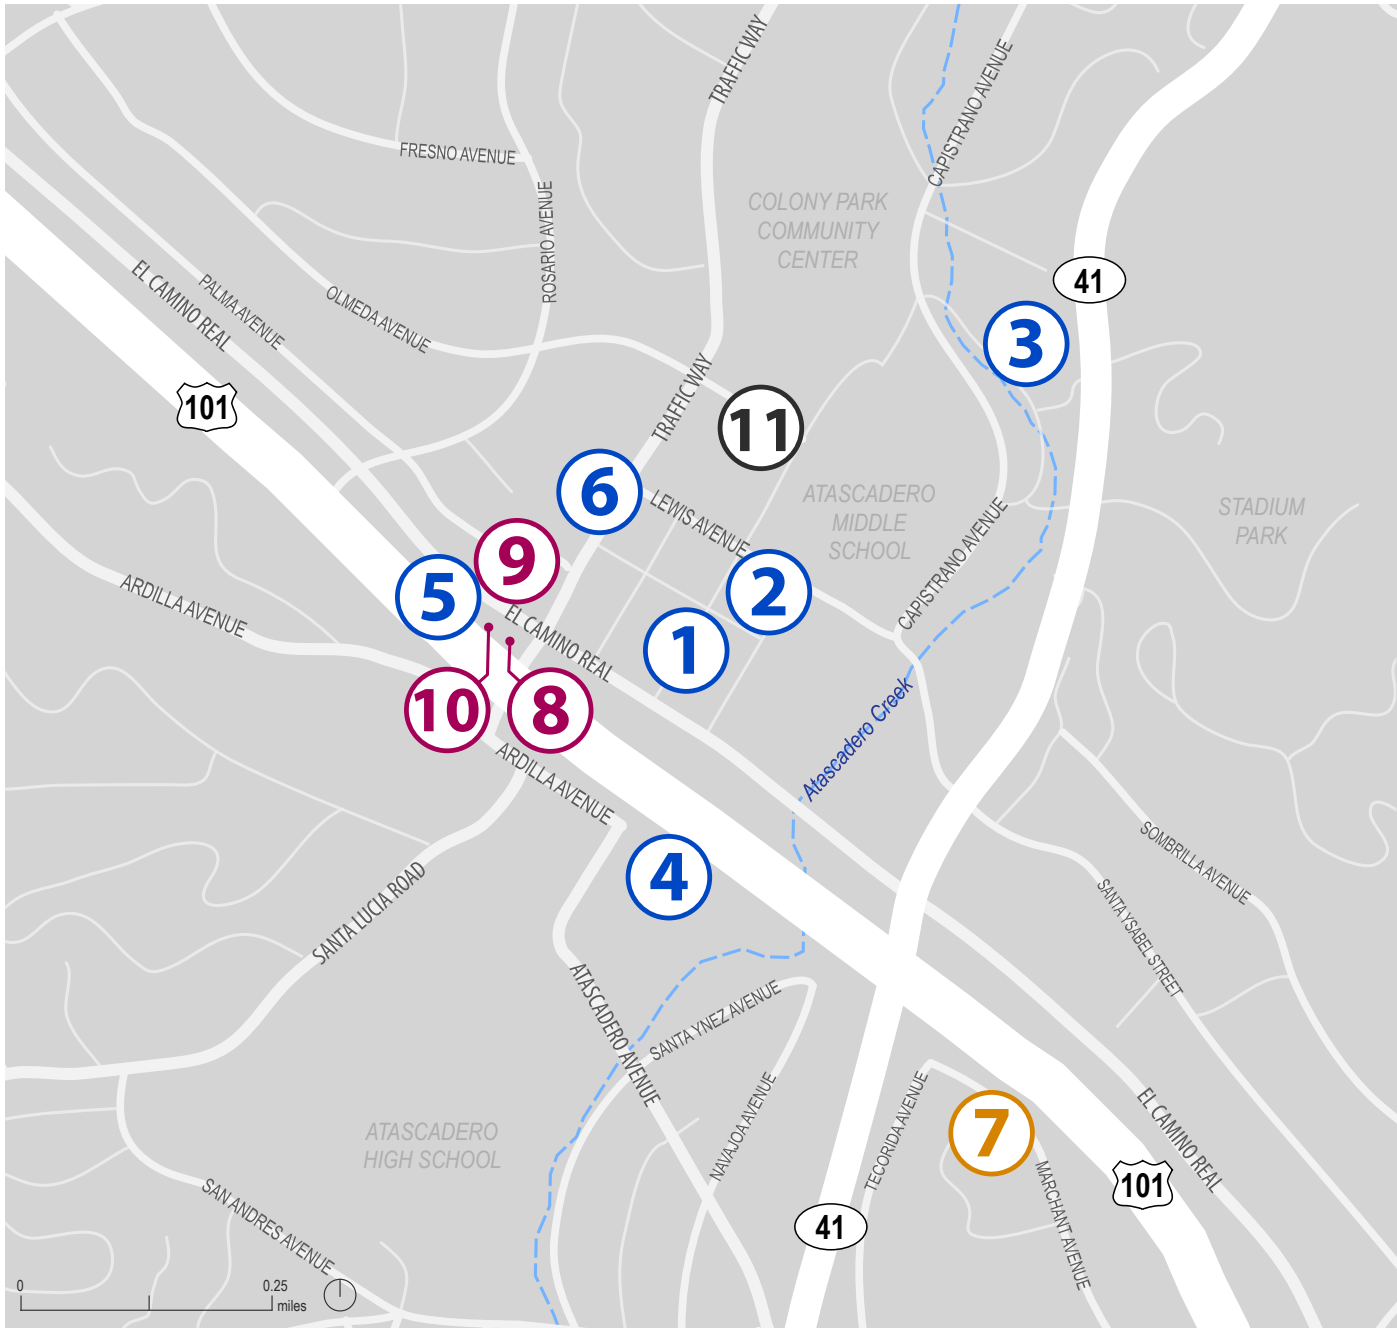 TRAFFIC WAY
CAPISTRANO AVENUE
FRESNO AVENUE
ROSARIO AVENUE
COLONY PARK
COMMUNITY
CENTER
41
EL CAMINO REAL
PALMA AVENUE
OLMEDA AVENUE
3
101
TRAFFIC WAY
11
6
LEWIS AVENUE
ATASCADERO
MIDDLE
SCHOOL
STADIUM
PARK
9
5
2
CAPISTRANO AVENUE
ARDILLA AVENUE
EL CAMINO REAL
1
10
8
Atascadero Creek
ARDILLA AVENUE
4
SOMBRILLA AVENUE
SANTA LUCIA ROAD
SANTA YSABEL STREET
ATASCADERO AVENUE
SANTA YNEZ AVENUE
NAVAJOA AVENUE
TECORIDA AVENUE
7
EL CAMINO REAL
ATASCADERO
HIGH SCHOOL
MARCHANT AVENUE
101
SAN ANDRES AVENUE
41
0
0.25
miles